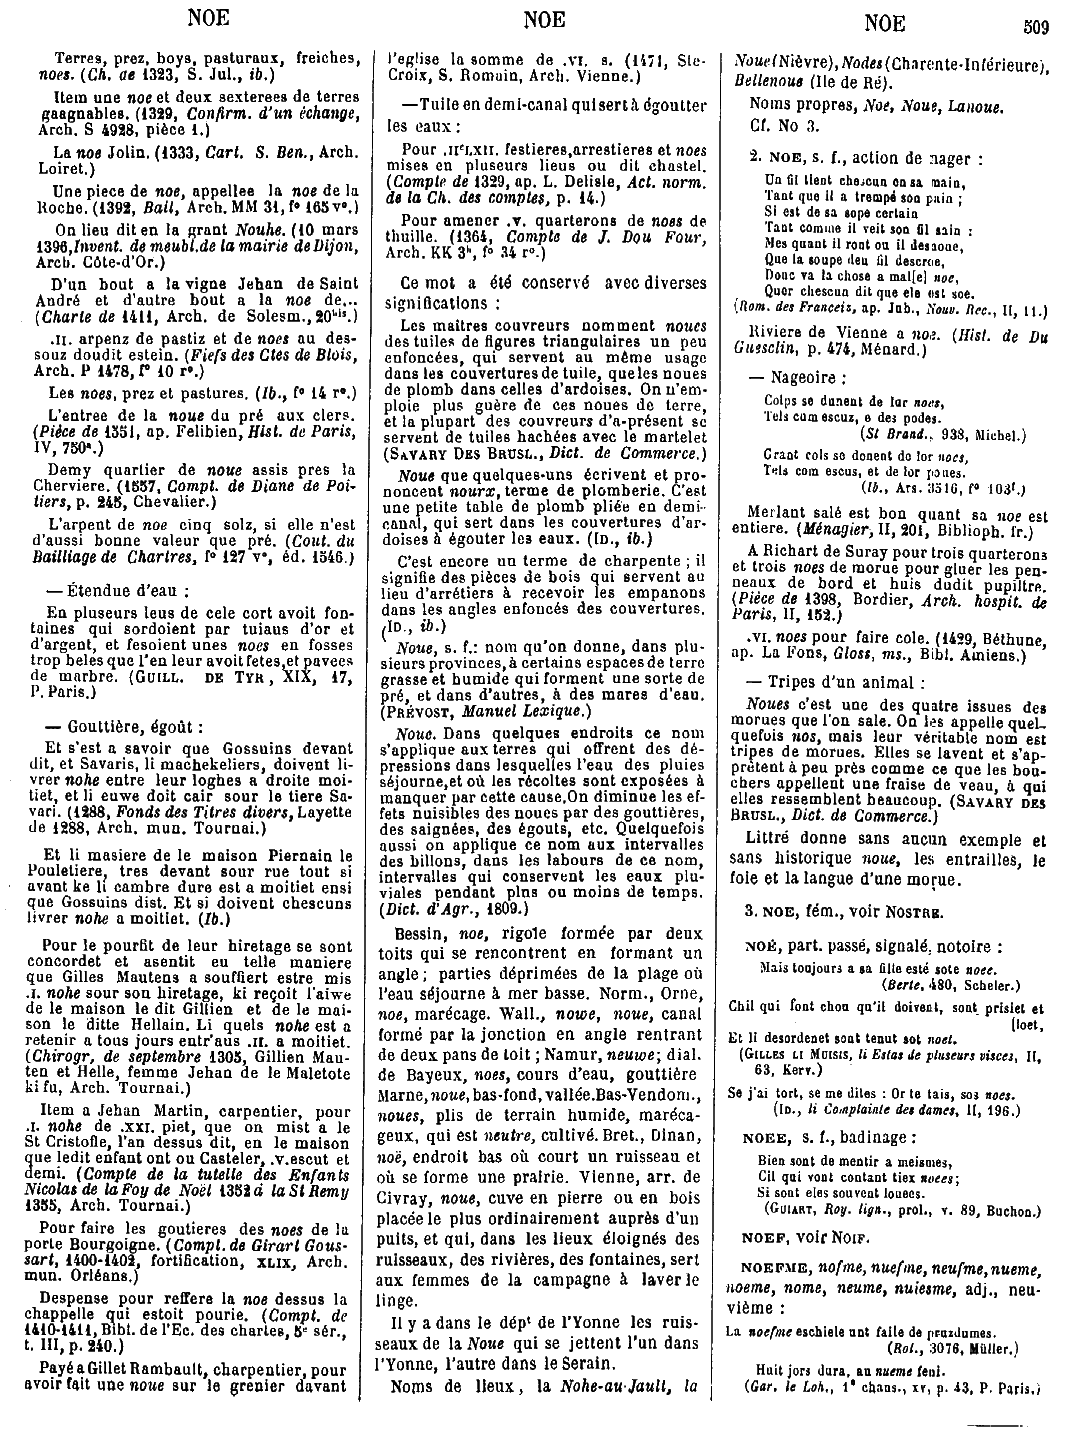 NOE
NOE
NOE
509
Terres, prez, boys, pasturaux, freiches,
noes. (Ch. de 1323, S. Jul., ib.)
Item une noe et deux sexterees de terres
gaagnables. (1329, Confirm. d'un échange,
Arch. S 4928, pièce 1.)
La noe Jolin. (1333, Cart. S. Ben., Arch.
Loiret.)
Une piece de noe, appellee la noe de la
Roche. (1392, Bail, Arch. MM 31, f° 165 v°.)
On lieu dit en la grant Nouhe. (10 mars
1396, Invent. de meubl. de la mairie de Dijon,
Arch. Côte-d'Or.)
D'un bout a la vigne Jehan de Saint
André et d'autre bout a la noe de...
(Charte de 1411, Arch. de Solesm., 20bis.)
.II. arpenz de pastiz et de noes au des-
souz doudit estein. (Fiefs des Ctes de Blois,
Arch. P 1478, f° 10 r°.)
Les noes, prez et pastures. (Ib., f° 14 r°.)
L'entree de la noue du pré aux clers.
(Pièce de 1551, ap. Felibien, Hist. de Paris,
IV, 750a.)
Demy quartier de noue assis pres la
Cherviere. (1557, Compt. de Diane de Poi-
tiers, p. 245, Chevalier.)
L'arpent de noe cinq solz, si elle n'est
d'aussi bonne valeur que pré. (Cout. du
Bailliage de Chartres, f° 127 v°, éd. 1546.)
— Étendue d'eau :
En pluseurs leus de cele cort avoit fon-
taines qui sordoient par tuiaus d'or et
d'argent, et fesoient unes noes en fosses
trop beles que l'en leur avoit fetes, et pavees
de marbre. (GUILL. DE TYR, XIX, 17,
P. Paris.)
— Gouttière, égoût :
Et s'est a savoir que Gossuins devant
dit, et Savaris, li machekeliers, doivent li-
vrer nohe entre leur loghes a droite moi-
tiet, et li euwe doit cair sour le tiere Sa-
vari. (1288, Fonds des Titres divers, Layette
de 1288, Arch. mun. Tournai.)
Et li masiere de le maison Piernain le
Pouletiere, tres devant sour rue tout si
avant ke li cambre dure est a moitiet ensi
que Gossuins dist. Et si doivent chescuns
livrer nohe a moitiet. (Ib.)
Pour le pourfit de leur hiretage se sont
concordet et asentit eu telle maniere
que Gilles Mautens a souffiert estre mis
.I. nohe sour son hiretage, ki reçoit l'aiwe
de le maison le dit Gillien et de le mai-
son le ditte Hellain. Li quels nohe est a
retenir a tous jours entr'aus .II. a moitiet.
(Chirogr. de septembre 1305, Gillien Mau-
ten et Helle, femme Jehan de le Maletote
ki fu, Arch. Tournai.)
Item a Jehan Martin, carpentier, pour
.I. nohe de .XXI. piet, que on mist a le
St Cristofle, l'an dessus dit, en le maison
que ledit enfant ont ou Casteler, .v. escut et
demi. (Compte de la tutelle des Enfants
Nicolas de la Foy de Noël 1352 à la St Remy
1355, Arch. Tournai.)
Pour faire les goutieres des noes de la
porte Bourgoigne. (Compt. de Girart Gous-
sart, 1400-1402, fortification, XLIX, Arch.
mun. Orléans.)
Despense pour reffere la noe dessus la
chappelle qui estoit pourie. (Compt. de
1410-1411, Bibl. de l'Ec. des chartes, 5e sér.,
t. III, p. 240.)
Payé a Gillet Rambault, charpentier, pour
avoir fait une noue sur le grenier davant
l'eglise la somme de .VI. s. (1471, Ste-
Croix, S. Romain, Arch. Vienne.)
— Tuile en demi-canal qui sert à égoutter
les eaux :
Pour .IIcLXII. festieres, arrestieres et noes
mises en pluseurs lieus ou dit chastel.
(Compte de 1329, ap. L. Delisle, Act. norm.
de la Ch. des comptes, p. 14.)
Pour amener .v. quarterons de noes de
thuille. (1364, Compte de J. Dou Four,
Arch. KK 3b, f° 34 r°.)
Ce mot a été conservé avec diverses
significations :
Les maîtres couvreurs nomment noues
des tuiles de figures triangulaires un peu
enfoncées, qui servent au même usage
dans les couvertures de tuile, que les noues
de plomb dans celles d'ardoises. On n'em-
ploie plus guère de ces noues de terre,
et la plupart des couvreurs d'a-présent se
servent de tuiles hachées avec le martelet
(SAVARY DES BRUSL., Dict. de Commerce.)
Noue que quelques-uns écrivent et pro-
noncent nourx, terme de plomberie. C'est
une petite table de plomb pliée en demi-
canal, qui sert dans les couvertures d'ar-
doises à égouter les eaux. (ID., ib.)
C'est encore un terme de charpente ; il
signifie des pièces de bois qui servent au
lieu d'arrétiers à recevoir les empanons
dans les angles enfoncés des couvertures.
(ID., ib.)
Noue, s. f.: nom qu'on donne, dans plu-
sieurs provinces, à certains espaces de terre
grasse et humide qui forment une sorte de
pré, et dans d'autres, à des mares d'eau.
(PRÉVOST, Manuel Lexique.)
Noue. Dans quelques endroits ce nom
s'applique aux terres qui offrent des dé-
pressions dans lesquelles l'eau des pluies
séjourne, et où les récoltes sont exposées à
manquer par cette cause. On diminue les ef-
fets nuisibles des noues par des gouttières,
des saignées, des égouts, etc. Quelquefois
aussi on applique ce nom aux intervalles
des billons, dans les labours de ce nom,
intervalles qui conservent les eaux plu-
viales pendant plns ou moins de temps.
(Dict. d'Agr., 1809.)
Bessin, noe, rigole formée par deux
toits qui se rencontrent en formant un
angle ; parties déprimées de la plage où
l'eau séjourne à mer basse. Norm., Orne,
noe, marécage. Wall., nowe, noue, canal
formé par la jonction en angle rentrant
de deux pans de toit ; Namur, neuwe ; dial.
de Bayeux, noes, cours d'eau, gouttière
Marne, noue, bas-fond, vallée. Bas-Vendom.,
noues, plis de terrain humide, maréca-
geux, qui est neutre, cultivé. Bret., Dinan,
noë, endroit bas où court un ruisseau et
où se forme une prairie. Vienne, arr. de
Civray, noue, cuve en pierre ou en bois
placée le plus ordinairement auprès d'un
puits, et qui, dans les lieux éloignés des
ruisseaux, des rivières, des fontaines, sert
aux femmes de la campagne à laver le
linge.
Il y a dans le dépt de l'Yonne les ruis-
seaux de la Noue qui se jettent l'un dans
l'Yonne, l'autre dans le Serain.
Noms de lieux, la Nohe-au-Jault, la
Noue (Nièvre), Nodes (Charente-Inférieure),
Bellenoue (Ile de Ré).
Noms propres, Noé, Noue, Lanoue.
Cf. No 3.
2. NOE, s. f., action de nager :
Un fil tient chescun en sa main,
Tant que il a trempé son pain ;
Si est de sa sope certain
Tant comme il veit son fil sain :
Mes quant il ront ou il desnoue,
Que la soupe deu fil descroe,
Donc va la chose a mal[e] noe,
Quer chescun dit que ele est soe.
(Rom. des Franceis, ap. Jub., Nouv. Rec., II, 11.)
Riviere de Vienne a noe. (Hist. de Du
Guesclin, p. 474, Ménard.)
— Nageoire :
Colps se dunent de lor noes,
Tels cum escuz, e des podes.
(St Brand., 938, Michel.)
Grant cols se donent de lor noes,
Tels com escus, et de lor poues.
(Ib., Ars. 3516, f° 103f.)
Merlant salé est bon quant sa noe est
entiere. (Ménagier, II, 201, Biblioph. fr.)
A Richart de Suray pour trois quarterons
et trois noes de morue pour gluer les pen-
neaux de bord et huis dudit pupiltre.
(Pièce de 1398, Bordier, Arch. hospit. de
Paris, II, 152.)
.VI. noes pour faire cole. (1429, Béthune,
ap. La Fons, Gloss. ms., Bibl. Amiens.)
— Tripes d'un animal :
Noues c'est une des quatre issues des
morues que l'on sale. On les appelle quel-
quefois nos, mais leur véritable nom est
tripes de morues. Elles se lavent et s'ap-
prêtent à peu près comme ce que les bou-
chers appellent une fraise de veau, à qui
elles ressemblent beaucoup. (SAVARY DES
BRUSL., Dict. de Commerce.)
Littré donne sans aucun exemple et
sans historique noue, les entrailles, le
foie et la langue d'une morue.
3. NOE, fém., voir NOSTRE.
NOÉ, part. passé, signalé, notoire :
Mais toujours a sa fille esté sote noee.
(Berte, 480, Scheler.)
Chil qui font chou qu'il doivent, sont prisiet et
[loet,
Et li desordenet sont tenut sot noet.
(GILLES LI MUISIS, li Estas de pluseurs visces, II,
63, Kerv.)
Se j'ai tort, se me dites : Or te tais, sos noes.
(ID., li Complainte des dames, II, 196.)
NOEE, s. f., badinage :
Bien sont de mentir a meismes,
Cil qui vont contant tiex noees ;
Si sont eles souvent louees.
(GUIART, Roy. lign., prol., v. 89, Buchon.)
NOEF, voir NOIF.
NOEFME, nofme, nuefme, neufme, nueme,
noeme, nome, neume, nuiesme, adj., neu-
vième :
La noefme eschiele unt faite de pruzdumes.
(Rol., 3076, Müller.)
Huit jors dura, au nueme feni.
(Gar. le Loh., 1e chans., XV, p. 43, P. Paris.)